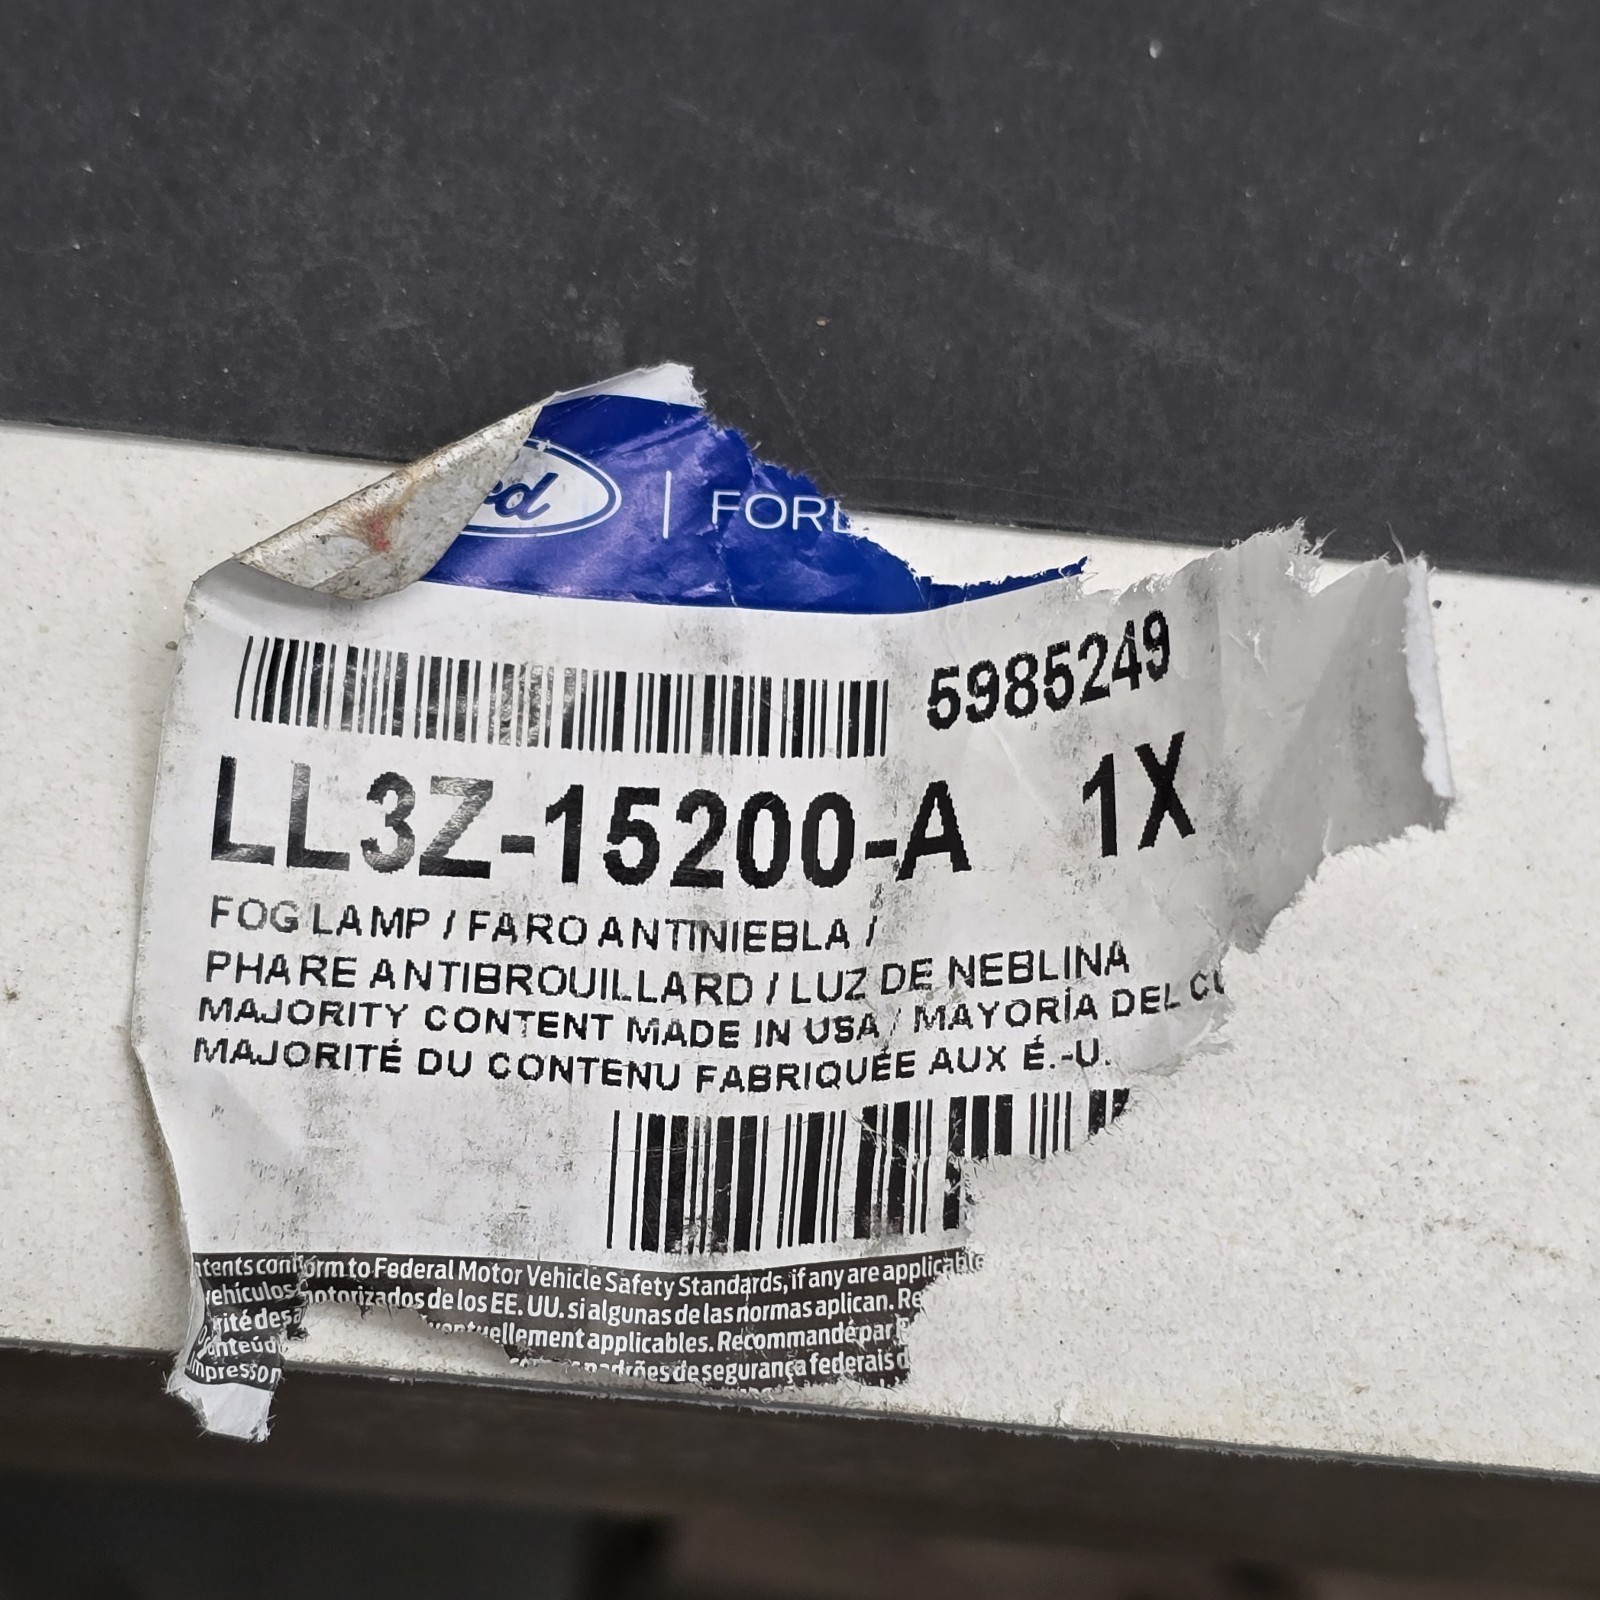 FORD
5985249
LL3Z-15200-A 1X
FOG LAMP / FARO ANTINIEBLA /
PHARE ANTIBROUILLARD / LUZ DE NEBLINA
MAJORITY CONTENT MADE IN USA / MAYORÍA DEL
MAJORITÉ DU CONTENU FABRIQUÉE AUX É.-U.
conform to Federal Motor Vehicle Safety Standards, if any are applicable
vehículos motorizados de los EE. UU. si algunas de las normas aplican.
eventuellement applicables. Recommandé par
padrões de segurança federais